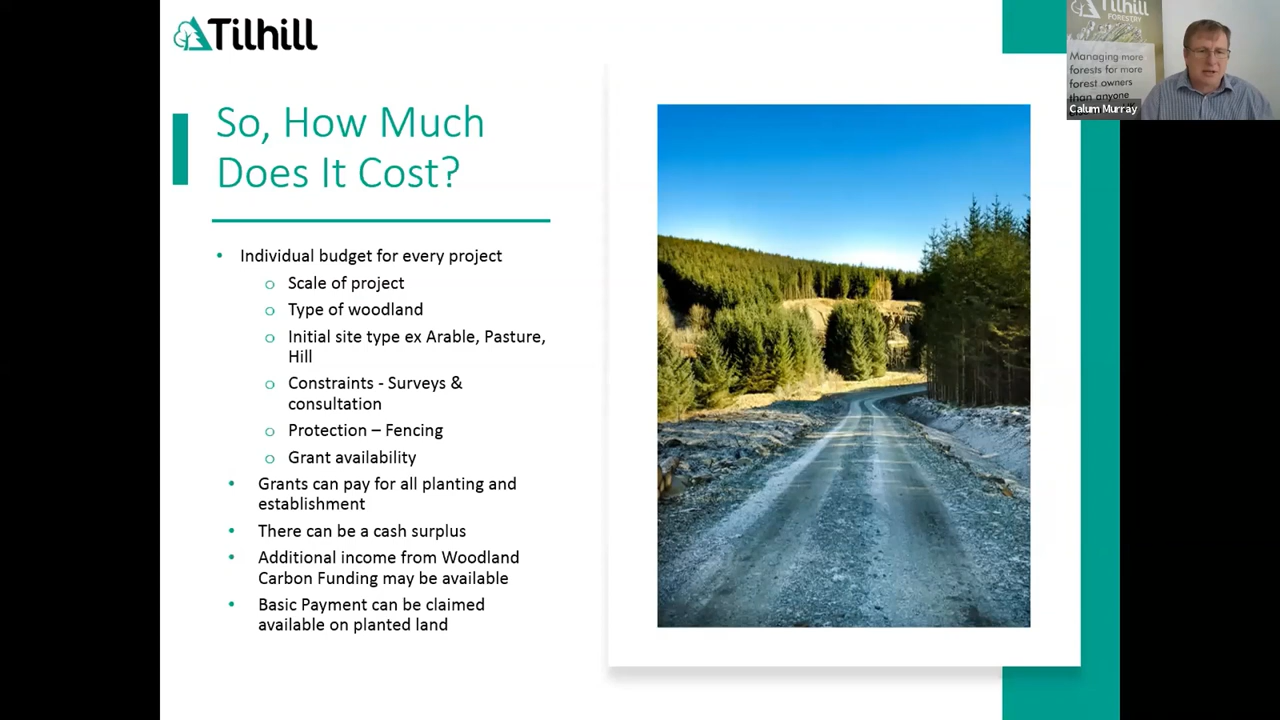 Tilhill
So, How Much
Does It Cost?
• Individual budget for every project
o Scale of project
o Type of woodland
o Initial site type ex Arable, Pasture,
Hill
o Constraints - Surveys &
consultation
o Protection – Fencing
o Grant availability
• Grants can pay for all planting and
establishment
• There can be a cash surplus
• Additional income from Woodland
Carbon Funding may be available
• Basic Payment can be claimed
available on planted land
Tilhill
FORESTRY
Managing more
forests for more
forest owners
than anyone
Calum Murray